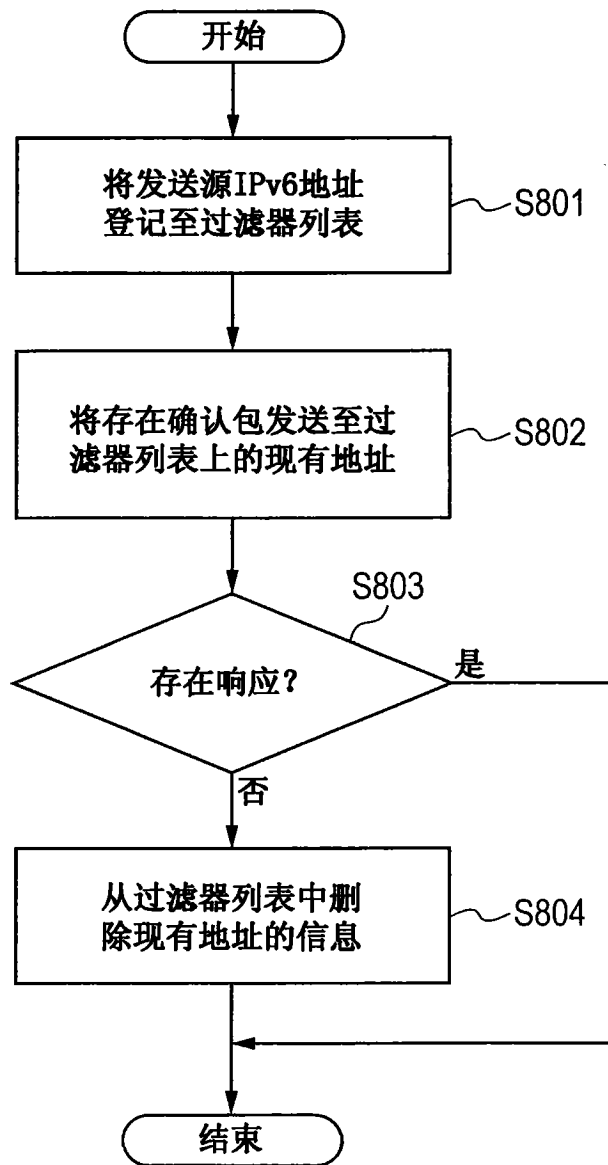 开始
将发送源IPv6地址
登记至过滤器列表
S801
将存在确认包发送至过
滤器列表上的现有地址
S802
S803
存在响应?
是
否
从过滤器列表中删
除现有地址的信息
S804
结束